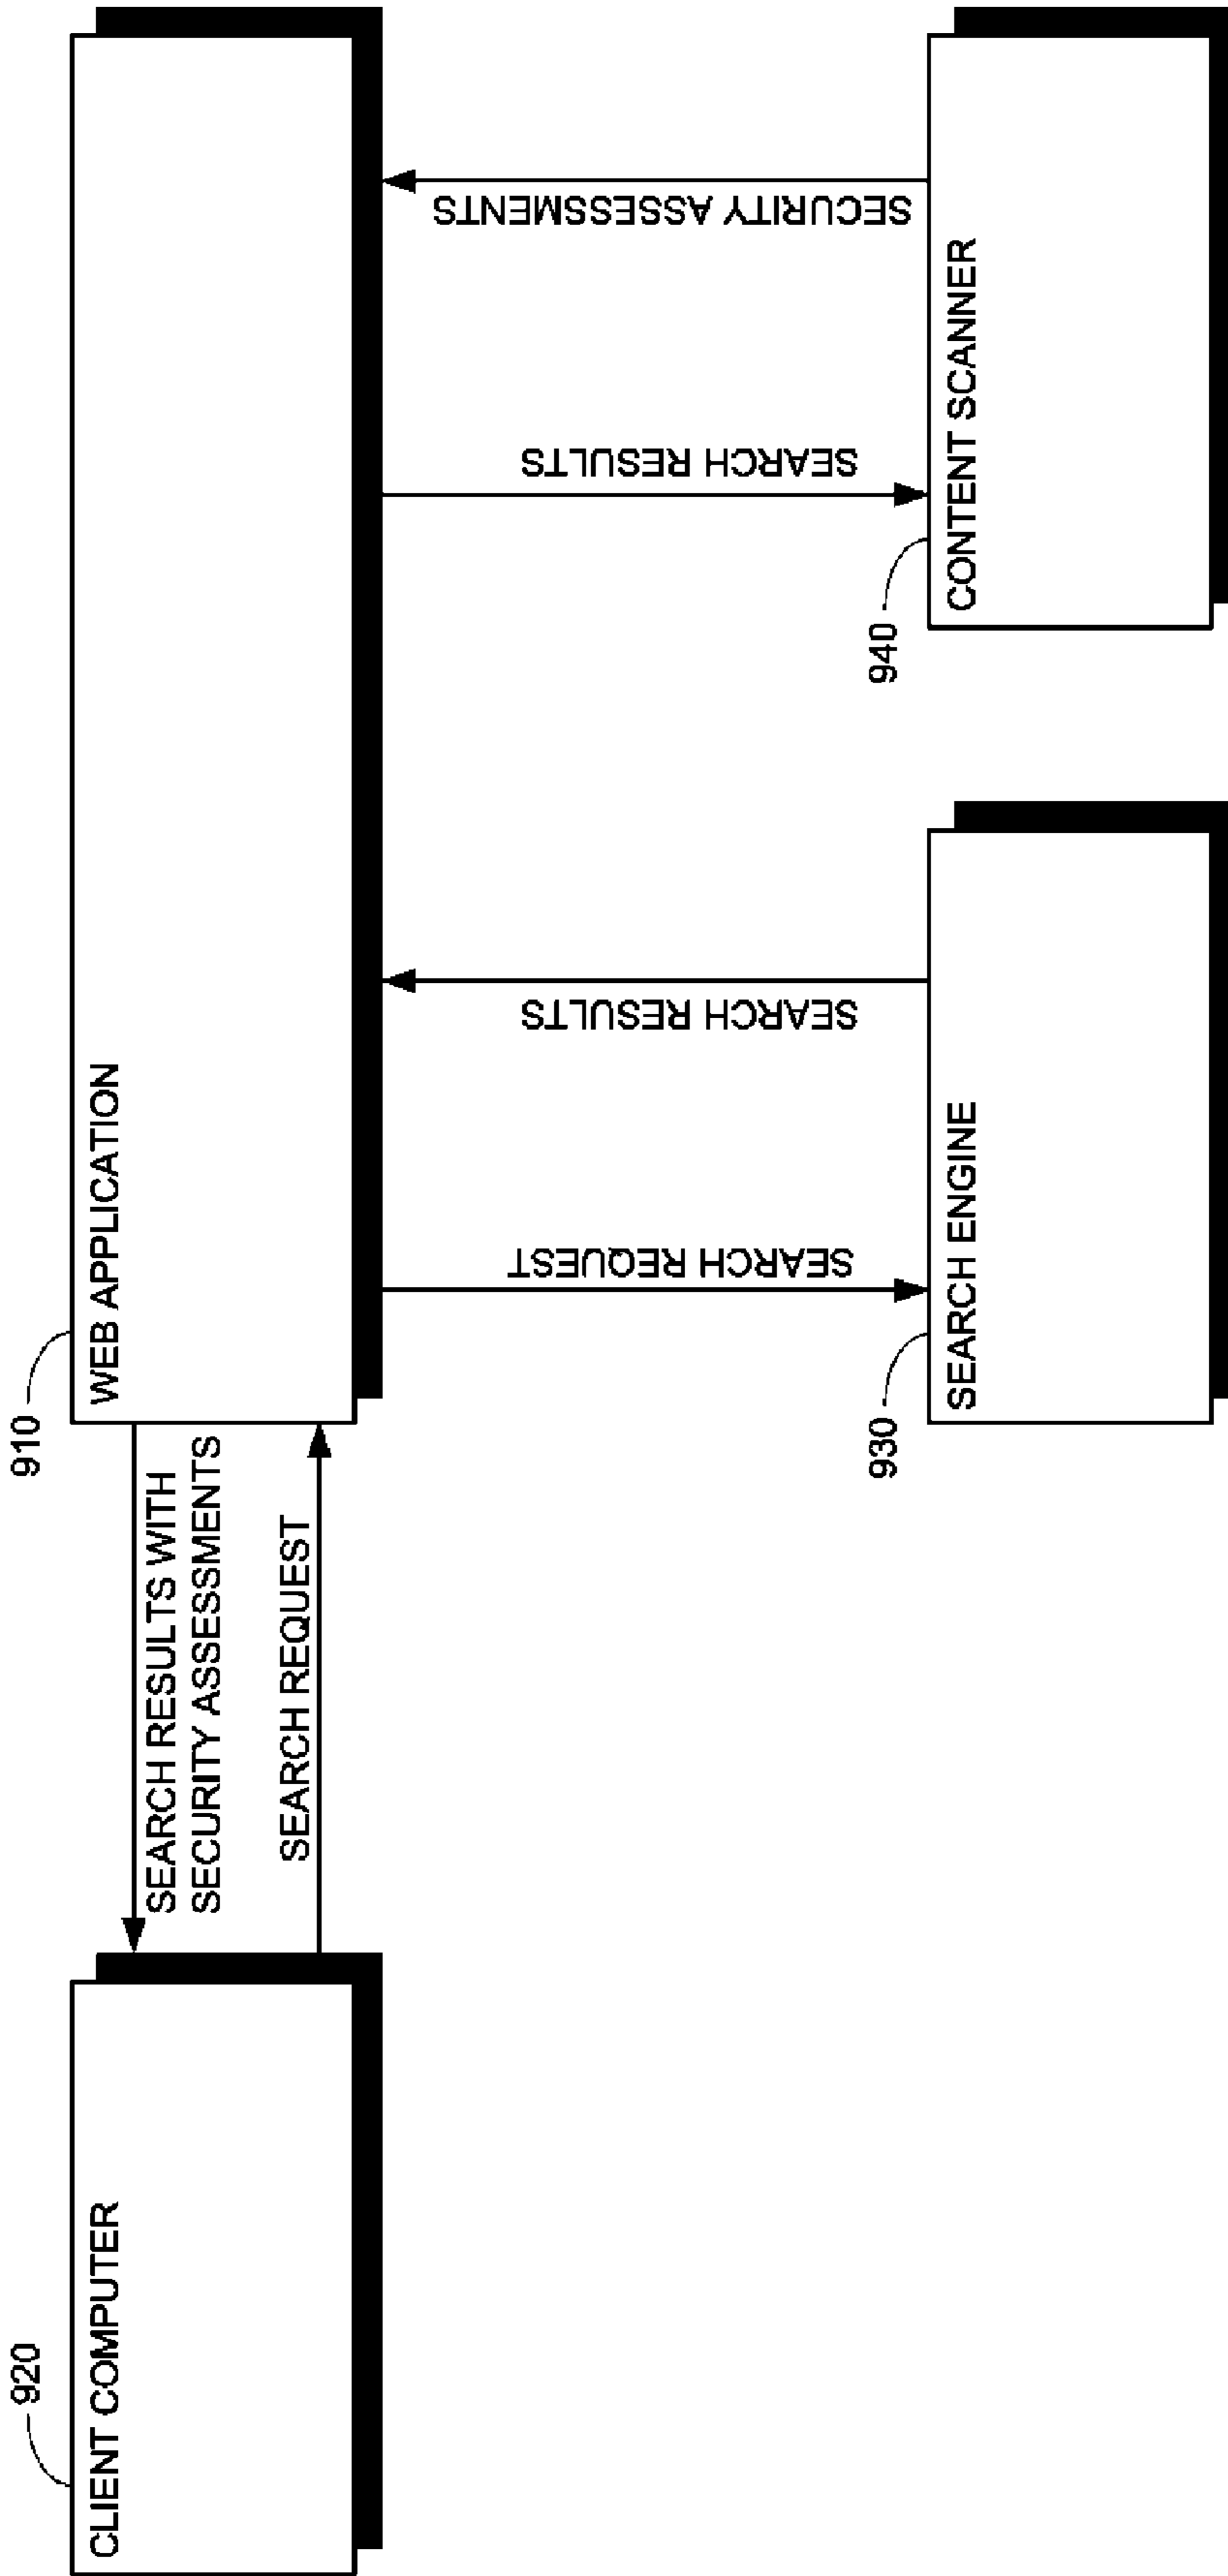 920
CLIENT COMPUTER
SEARCH RESULTS WITH
SECURITY ASSESSMENTS
SEARCH REQUEST
910
WEB APPLICATION
SEARCH REQUEST
SEARCH RESULTS
SEARCH RESULTS
SECURITY ASSESSMENTS
930
SEARCH ENGINE
940
CONTENT SCANNER